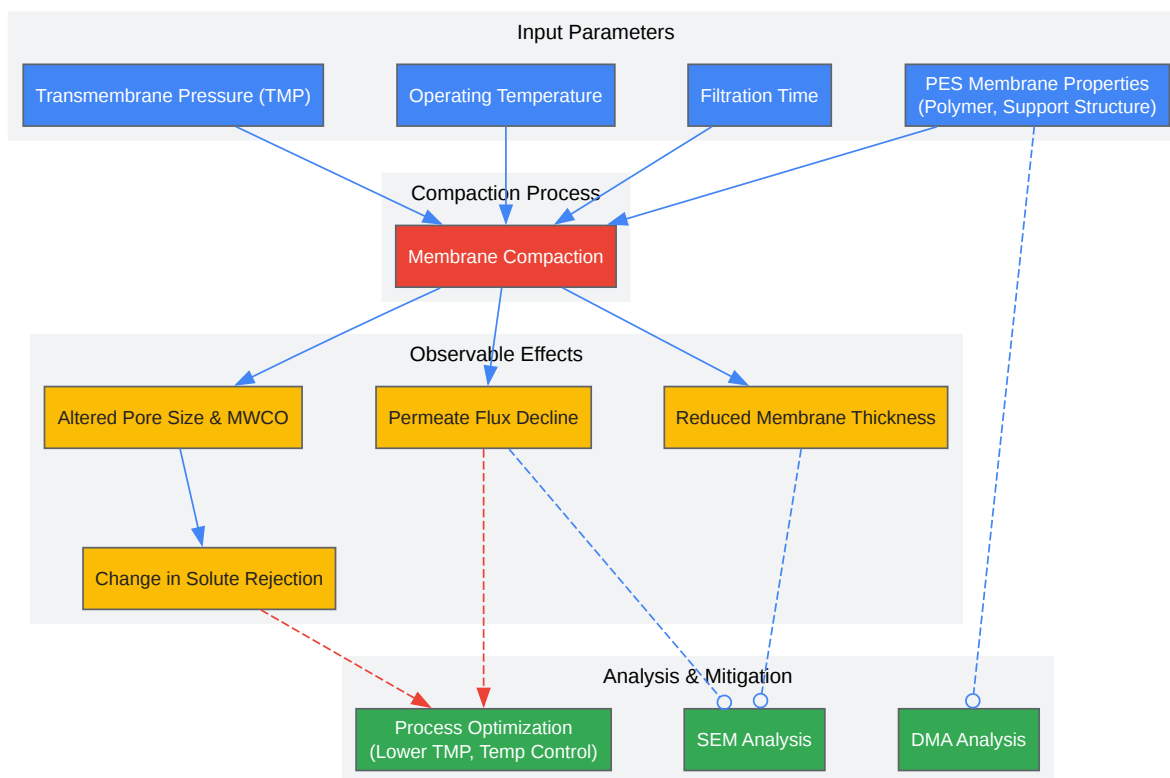 Input Parameters
Transmembrane Pressure (TMP)
Operating Temperature
Filtration Time
PES Membrane Properties
(Polymer, Support Structure)
Compaction Process
Membrane Compaction
Observable Effects
Altered Pore Size & MWCO
Permeate Flux Decline
Reduced Membrane Thickness
Change in Solute Rejection
Analysis & Mitigation
Process Optimization
(Lower TMP, Temp Control)
SEM Analysis
DMA Analysis